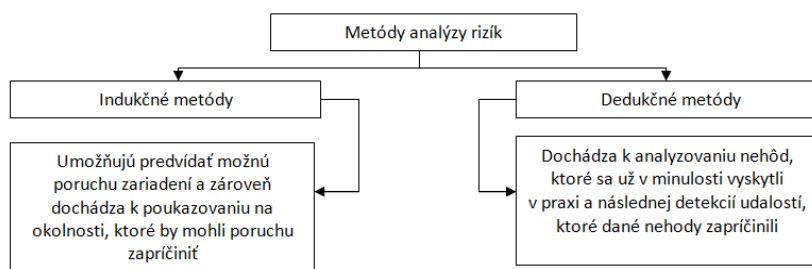 Metódy analýzy rizík
Indukčné metódy
Dedukčné metódy
Umožňujú predvídať možnú
poruchu zariadení a zároveň
dochádza k poukazovaniu na
okolnosti, ktoré by mohli poruchu
zapríčiniť
Dochádza k analyzovaniu nehôd,
ktoré sa už v minulosti vyskytli
v praxi a následnej detekcií udalostí,
ktoré dané nehody zapríčinili